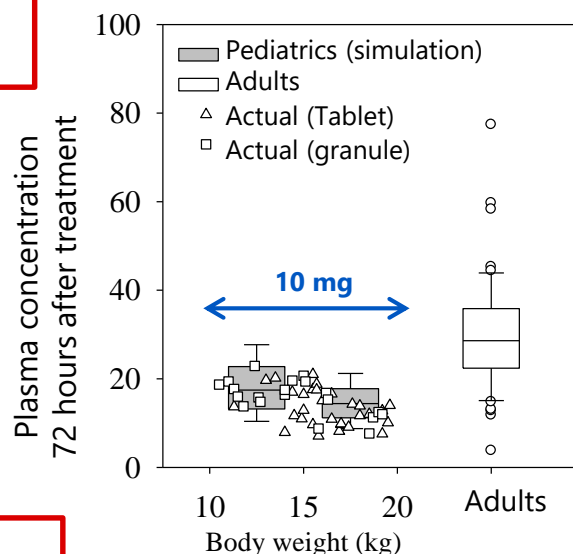 100
80
60
40
20
0
Plasma concentration
72 hours after treatment
Pediatrics (simulation)
Adults
Actual (Tablet)
Actual (granule)
10 mg
10
15
20
Adults
Body weight (kg)